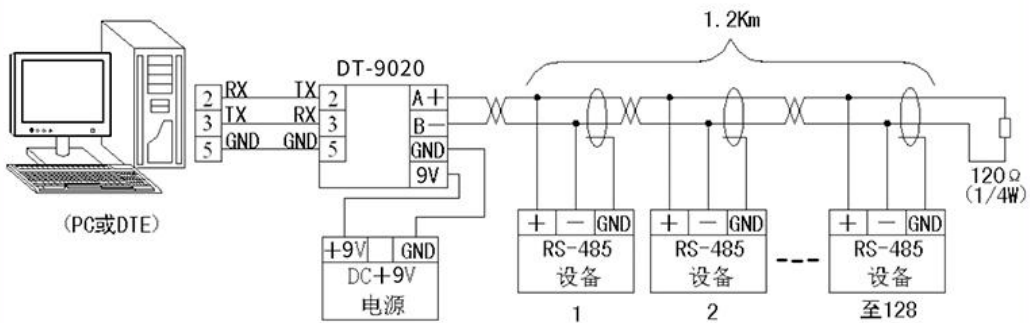 1.2Km
DT-9020
RX TX
2 2 A+
TX RX
3 3 B-
GND GND
5 5 GND
9V
120Ω
(1/4W)
(PC或DTE)
+ - GND
RS-485
设备
1
+ - GND
RS-485
设备
2
+ - GND
RS-485
设备
至128
+9V GND
DC+9V
电源